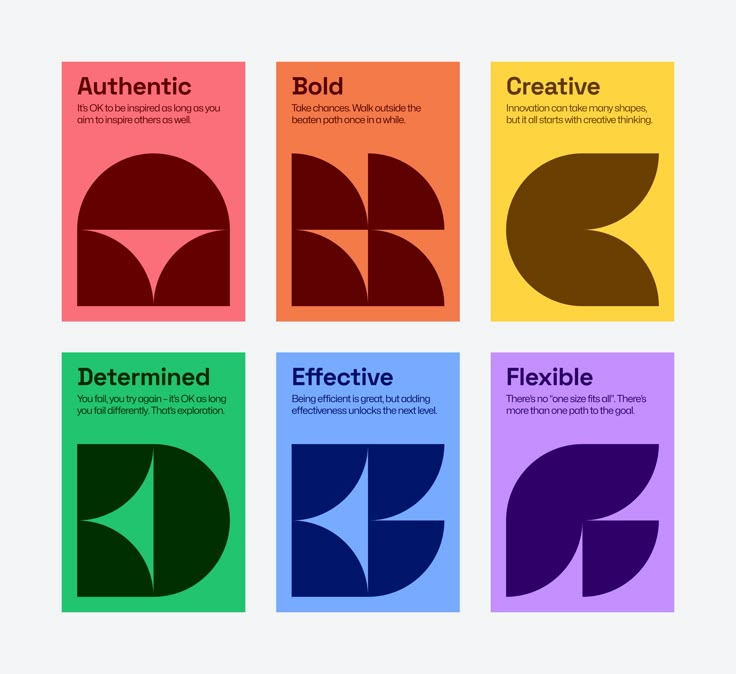 Authentic
It's OK to be inspired as long as you
aim to inspire others as well.
Bold
Take chances. Walk outside the
beaten path once in a while.
Creative
Innovation can take many shapes,
but it all starts with creative thinking.
Determined
You fail, you try again – it's OK as long
you fail differently. That's exploration.
Effective
Being efficient is great, but adding
effectiveness unlocks the next level.
Flexible
There's no “one size fits all”. There's
more than one path to the goal.